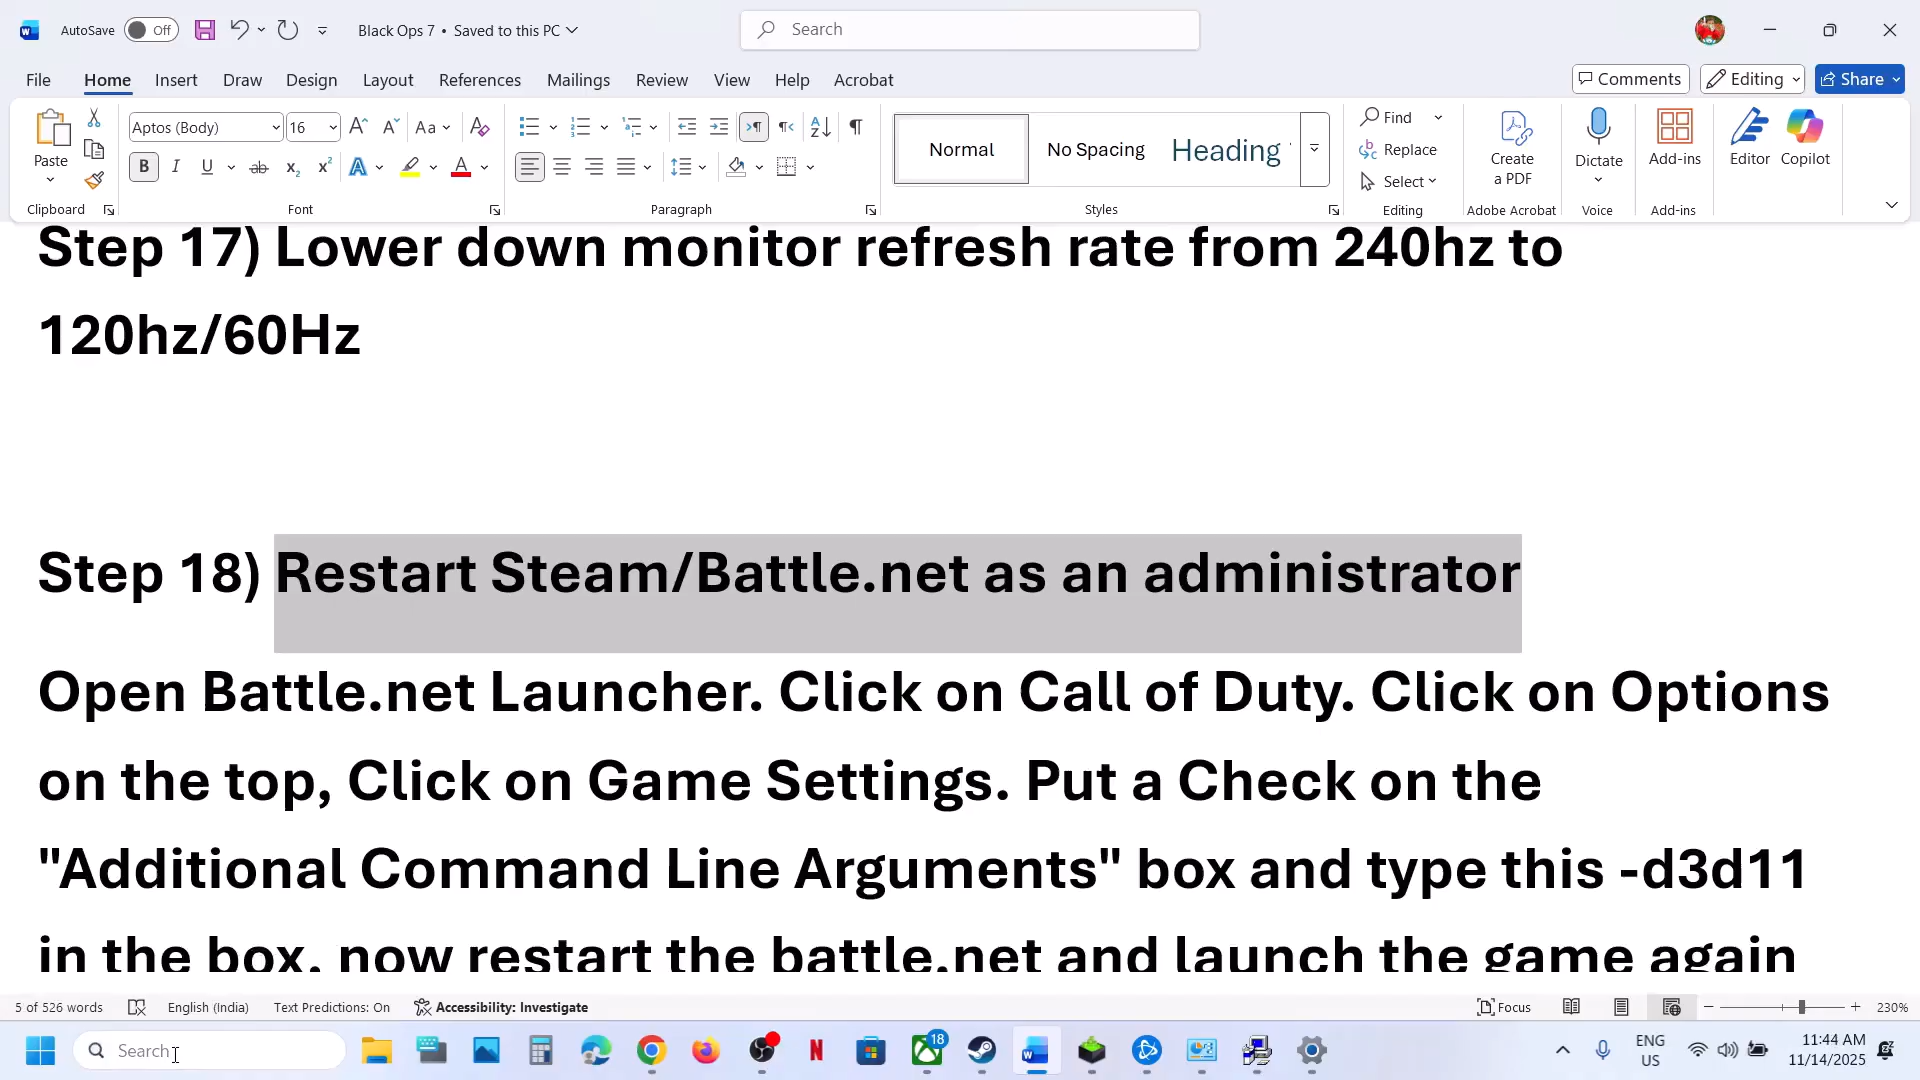 AutoSave Off Black Ops 7 • Saved to this PC Search
File Home Insert Draw Design Layout References Mailings Review View Help Acrobat Comments Editing Share
Paste Aptos (Body) 16 Aa Normal No Spacing Heading Find Replace Select Create a PDF Dictate Add-ins Editor Copilot
Clipboard Font Paragraph Styles Editing Adobe Acrobat Voice Add-ins
Step 17) Lower down monitor refresh rate from 240hz to
120hz/60Hz
Step 18) Restart Steam/Battle.net as an administrator
Open Battle.net Launcher. Click on Call of Duty. Click on Options
on the top, Click on Game Settings. Put a Check on the
"Additional Command Line Arguments" box and type this -d3d11
in the box, now restart the battle.net and launch the game again
5 of 526 words English (India) Text Predictions: On Accessibility: Investigate Focus 230%
Search 18 ENG US 11:44 AM 11/14/2025